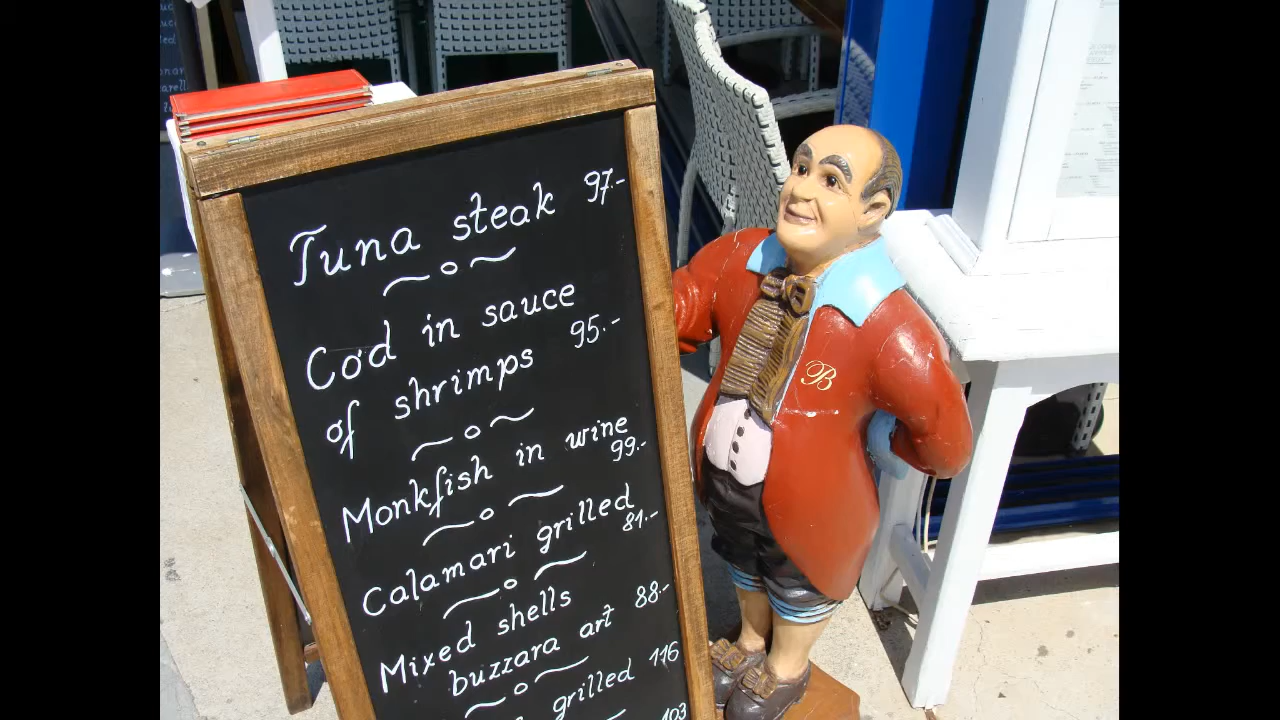 Tuna steak 97.-
Cod in sauce
of shrimps 95.-
Monkfish in wine
99.-
Calamari grilled
81.-
Mixed shells
buzzara art 88.-
grilled 116
103
B